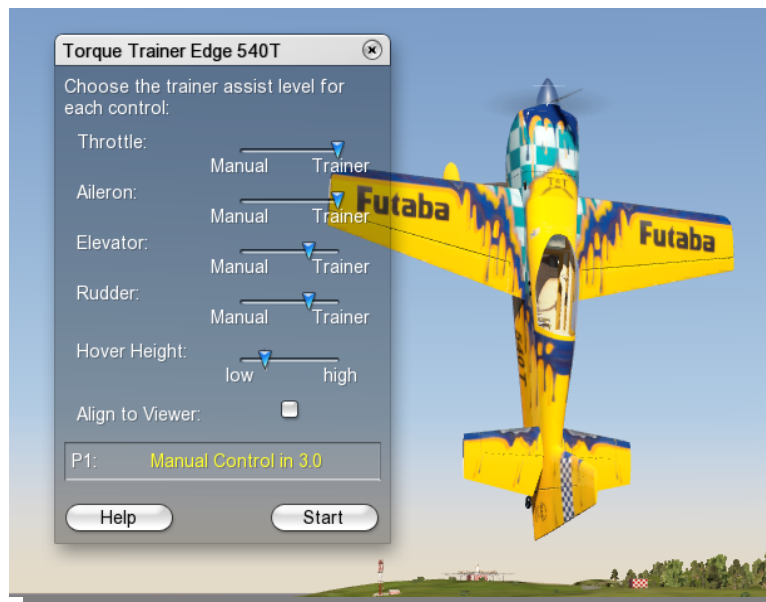 Torque Trainer Edge 540T
Choose the trainer assist level for
each control:
Throttle:
Manual Trainer
Aileron:
Manual Trainer
Elevator:
Manual Trainer
Rudder:
Manual Trainer
Hover Height:
low high
Align to Viewer:
P1: Manual Control in 3.0
Help Start
Futaba
Futaba
540T